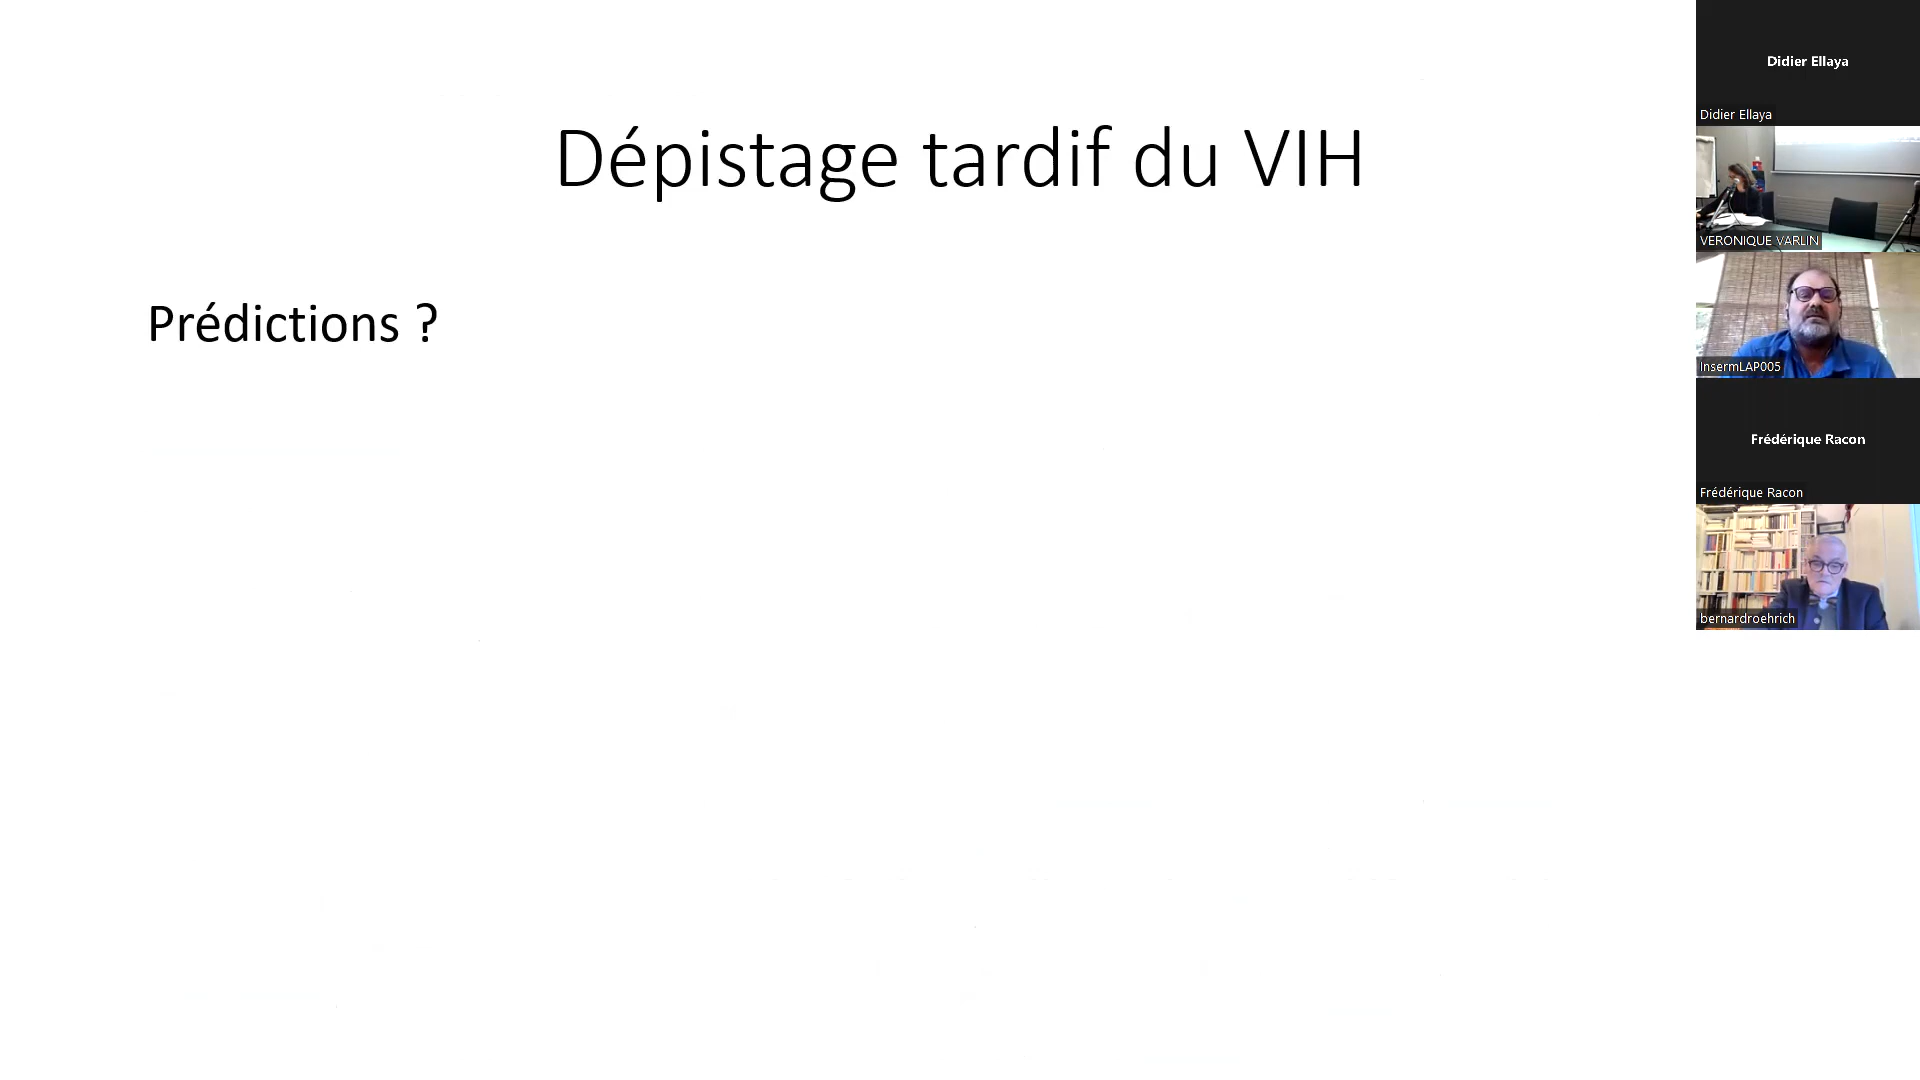 Dépistage tardif du VIH
Prédictions ?
Didier Ellaya
Didier Ellaya
VERONIQUE VARLIN
InsermLAP005
Frédérique Racon
Frédérique Racon
bernardroehrich